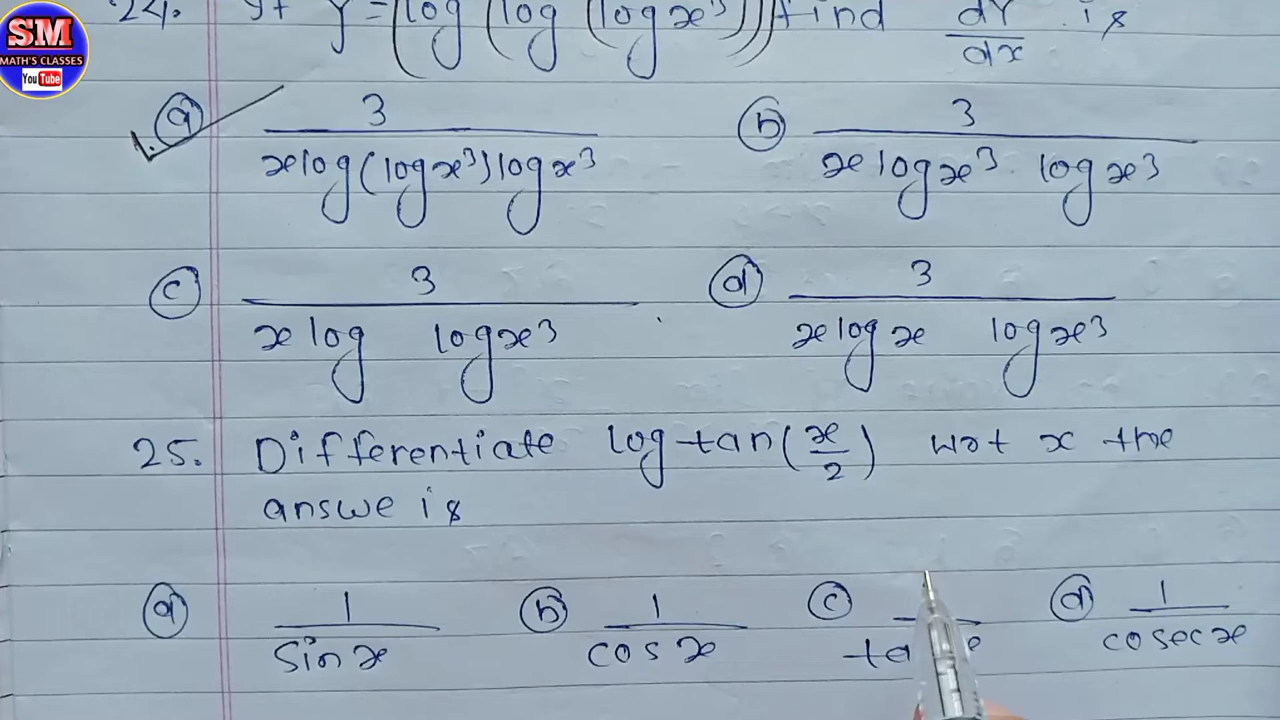 SM
MATH'S CLASSES
YouTube
24. If y = (log (log (log x³))) find dy/dx is
(a) 3/(x log(log x³) log x³) (b) 3/(x log x³. log x³)
(c) 3/(x log log x³) (d) 3/(x log x log x³)
25. Differentiate log tan(x/2) wrt x the
answe is
(a) 1/sin x (b) 1/cos x (c) (d) 1/cosec x